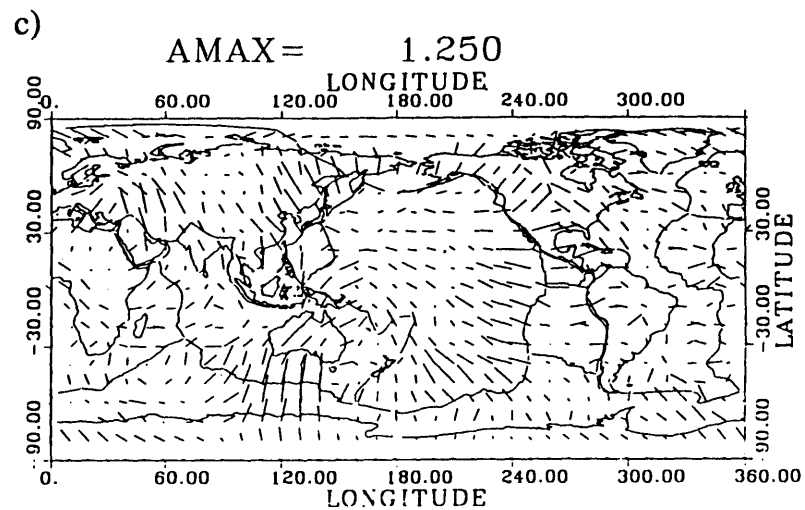 c)
AMAX= 1.250
LONGITUDE
0. 60.00 120.00 180.00 240.00 300.00
90.00
30.00 30.00
LATITUDE
-30.00 -30.00
-90.00 -90.00
0. 60.00 120.00 180.00 240.00 300.00 360.00
LONGITUDE